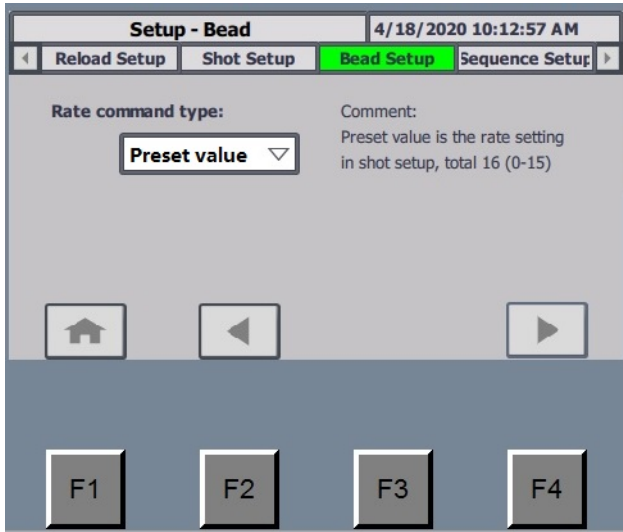 Setup - Bead
4/18/2020 10:12:57 AM
Reload Setup
Shot Setup
Bead Setup
Sequence Setup
Rate command type:
Preset value
Comment:
Preset value is the rate setting
in shot setup, total 16 (0-15)
F1
F2
F3
F4